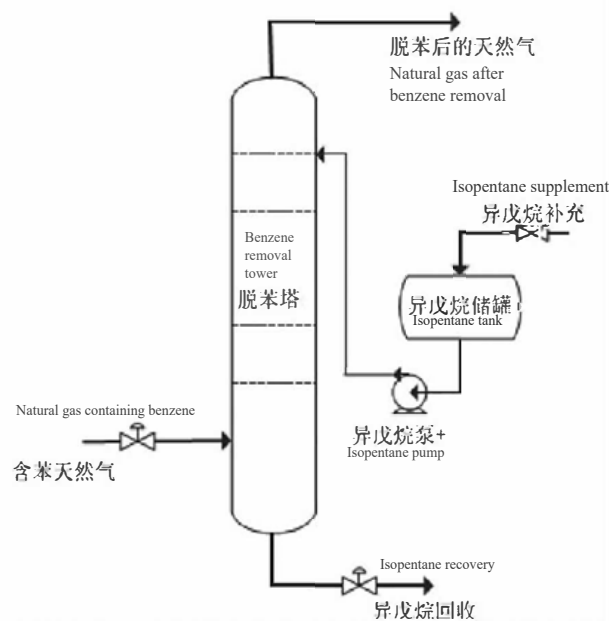 脱苯后的天然气
Natural gas after
benzene removal
Isopentane supplement
异戊烷补充
Benzene
removal
tower
脱苯塔
异戊烷储罐
Isopentane tank
Natural gas containing benzene
含苯天然气
异戊烷泵+
Isopentane pump
Isopentane recovery
异戊烷回收